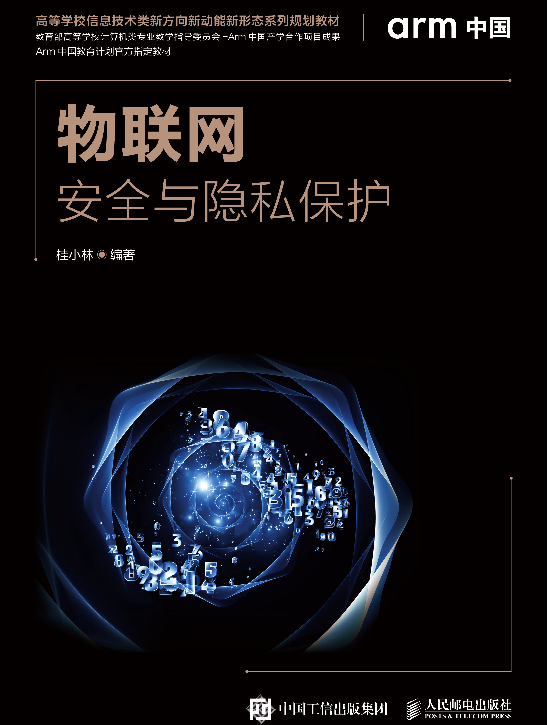 高等学校信息技术类新方向新动能新形态系列规划教材
教育部高等学校计算机类专业教学指导委员会-Arm中国产学合作项目成果
Arm中国教育计划官方指定教材
arm 中国
物联网
安全与隐私保护
桂小林 ◉ 编著
中国工信出版集团
人民邮电出版社
POSTS & TELECOM PRESS